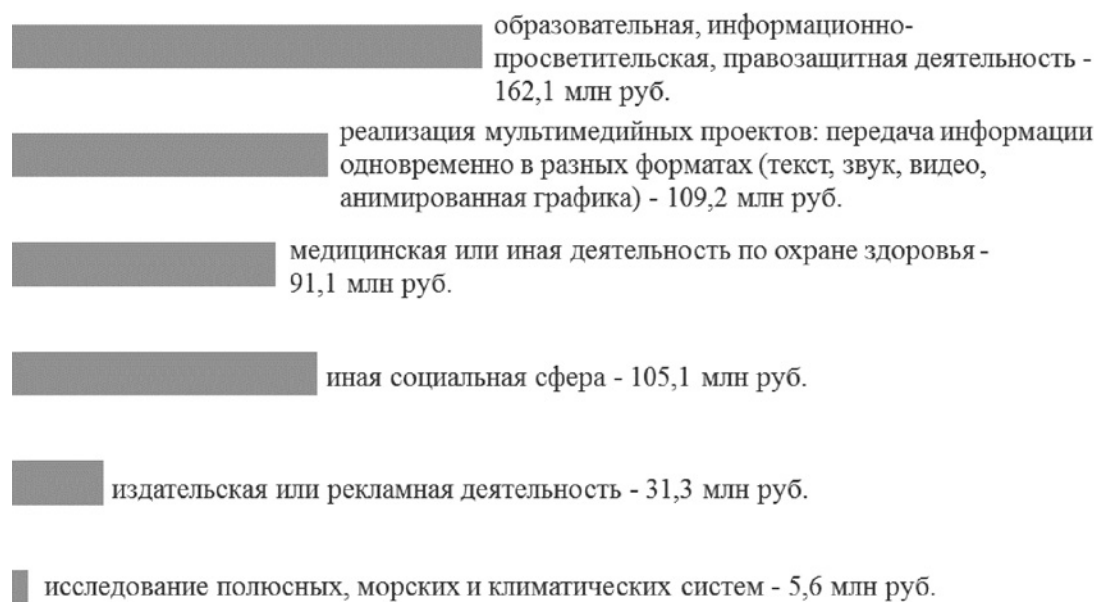 образовательная, информационно-
просветительская, правозащитная деятельность -
162,1 млн руб.
реализация мультимедийных проектов: передача информации
одновременно в разных форматах (текст, звук, видео,
анимированная графика) - 109,2 млн руб.
медицинская или иная деятельность по охране здоровья -
91,1 млн руб.
иная социальная сфера - 105,1 млн руб.
издательская или рекламная деятельность - 31,3 млн руб.
исследование полюсных, морских и климатических систем - 5,6 млн руб.